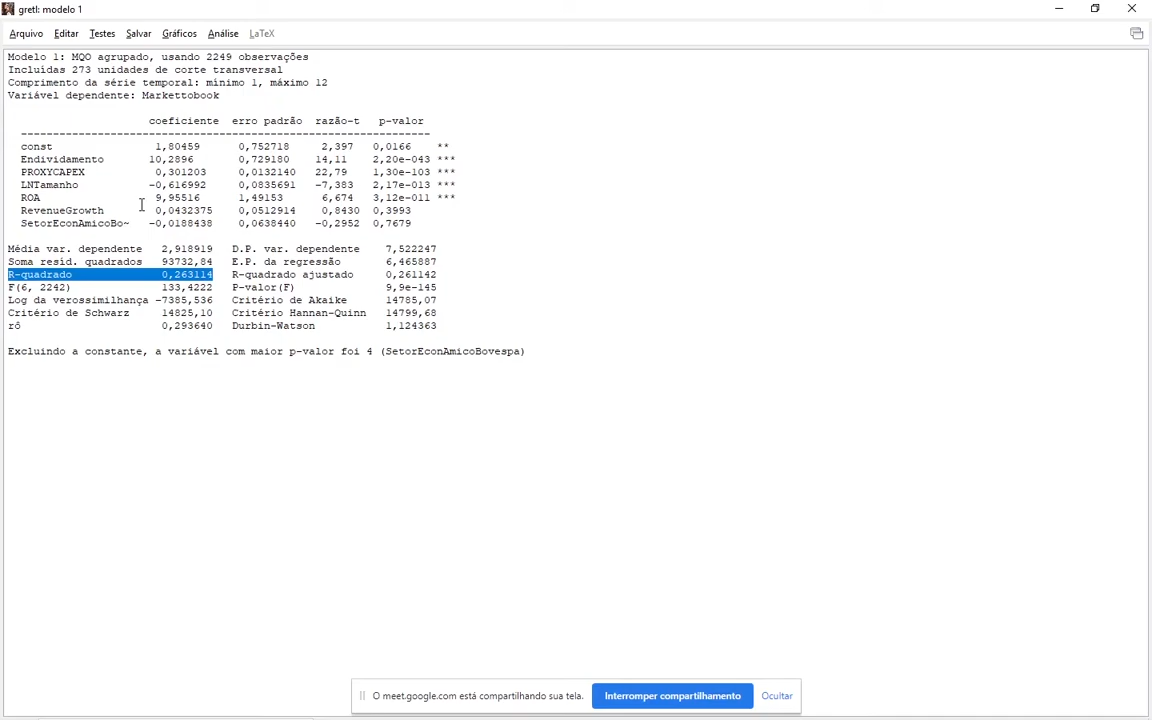 gretl: modelo 1
Arquivo Editar Testes Salvar Gráficos Análise LaTeX
Modelo 1: MQO agrupado, usando 2249 observações
Incluídas 273 unidades de corte transversal
Comprimento da série temporal: mínimo 1, máximo 12
Variável dependente: Markettobook
coeficiente erro padrão razão-t p-valor
-----------------------------------------------------------------
const 1,80459 0,752718 2,397 0,0166 **
Endividamento 10,2896 0,729180 14,11 2,20e-043 ***
PROXYCAPEX 0,301203 0,0132140 22,79 1,30e-103 ***
LNTamanho −0,616992 0,0835691 −7,383 2,17e-013 ***
ROA 9,95516 1,49153 6,674 3,12e-011 ***
RevenueGrowth 0,0432375 0,0512914 0,8430 0,3993
SetorEconAmicoBo~ −0,0188438 0,0638440 −0,2952 0,7679
Média var. dependente 2,918919 D.P. var. dependente 7,522247
Soma resíd. quadrados 93732,84 E.P. da regressão 6,465887
R-quadrado 0,263114 R-quadrado ajustado 0,261142
F(6, 2242) 133,4222 P-valor(F) 9,9e-145
Log da verossimilhança −7385,536 Critério de Akaike 14785,07
Critério de Schwarz 14825,10 Critério Hannan-Quinn 14799,68
rô 0,293640 Durbin-Watson 1,124363
Excluindo a constante, a variável com maior p-valor foi 4 (SetorEconAmicoBovespa)
O meet.google.com está compartilhando sua tela. Interromper compartilhamento Ocultar